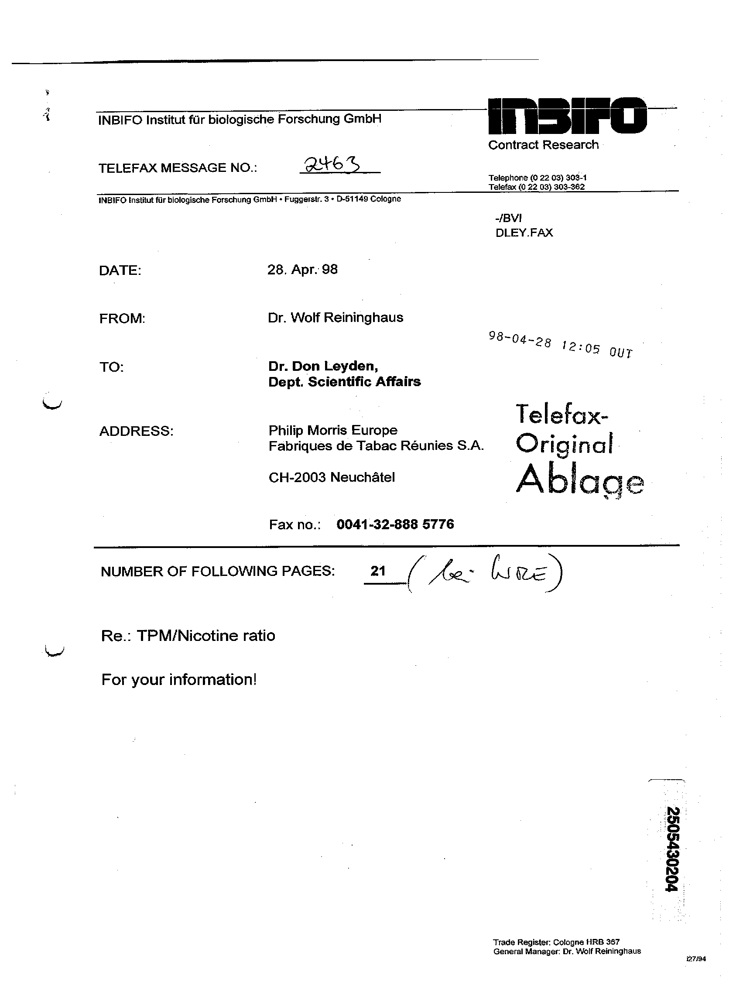 INBIFO Institut für biologische Forschung GmbH
INBIFO
Contract Research
TELEFAX MESSAGE NO.: 2463
Telephone (0 22 03) 303-1
Telefax (0 22 03) 303-362
INBIFO Institut für biologische Forschung GmbH • Fuggerstr. 3 • D-51149 Cologne
-/BVI
DLEY.FAX
DATE: 28. Apr. 98
FROM: Dr. Wolf Reininghaus
98-04-28 12:05 OUT
TO: Dr. Don Leyden,
Dept. Scientific Affairs
Telefax-
Original
Ablage
ADDRESS: Philip Morris Europe
Fabriques de Tabac Réunies S.A.
CH-2003 Neuchâtel
Fax no.: 0041-32-888 5776
NUMBER OF FOLLOWING PAGES: 21 (bei WRE)
Re.: TPM/Nicotine ratio
For your information!
2505430204
Trade Register: Cologne HRB 367
General Manager: Dr. Wolf Reininghaus
I27/94